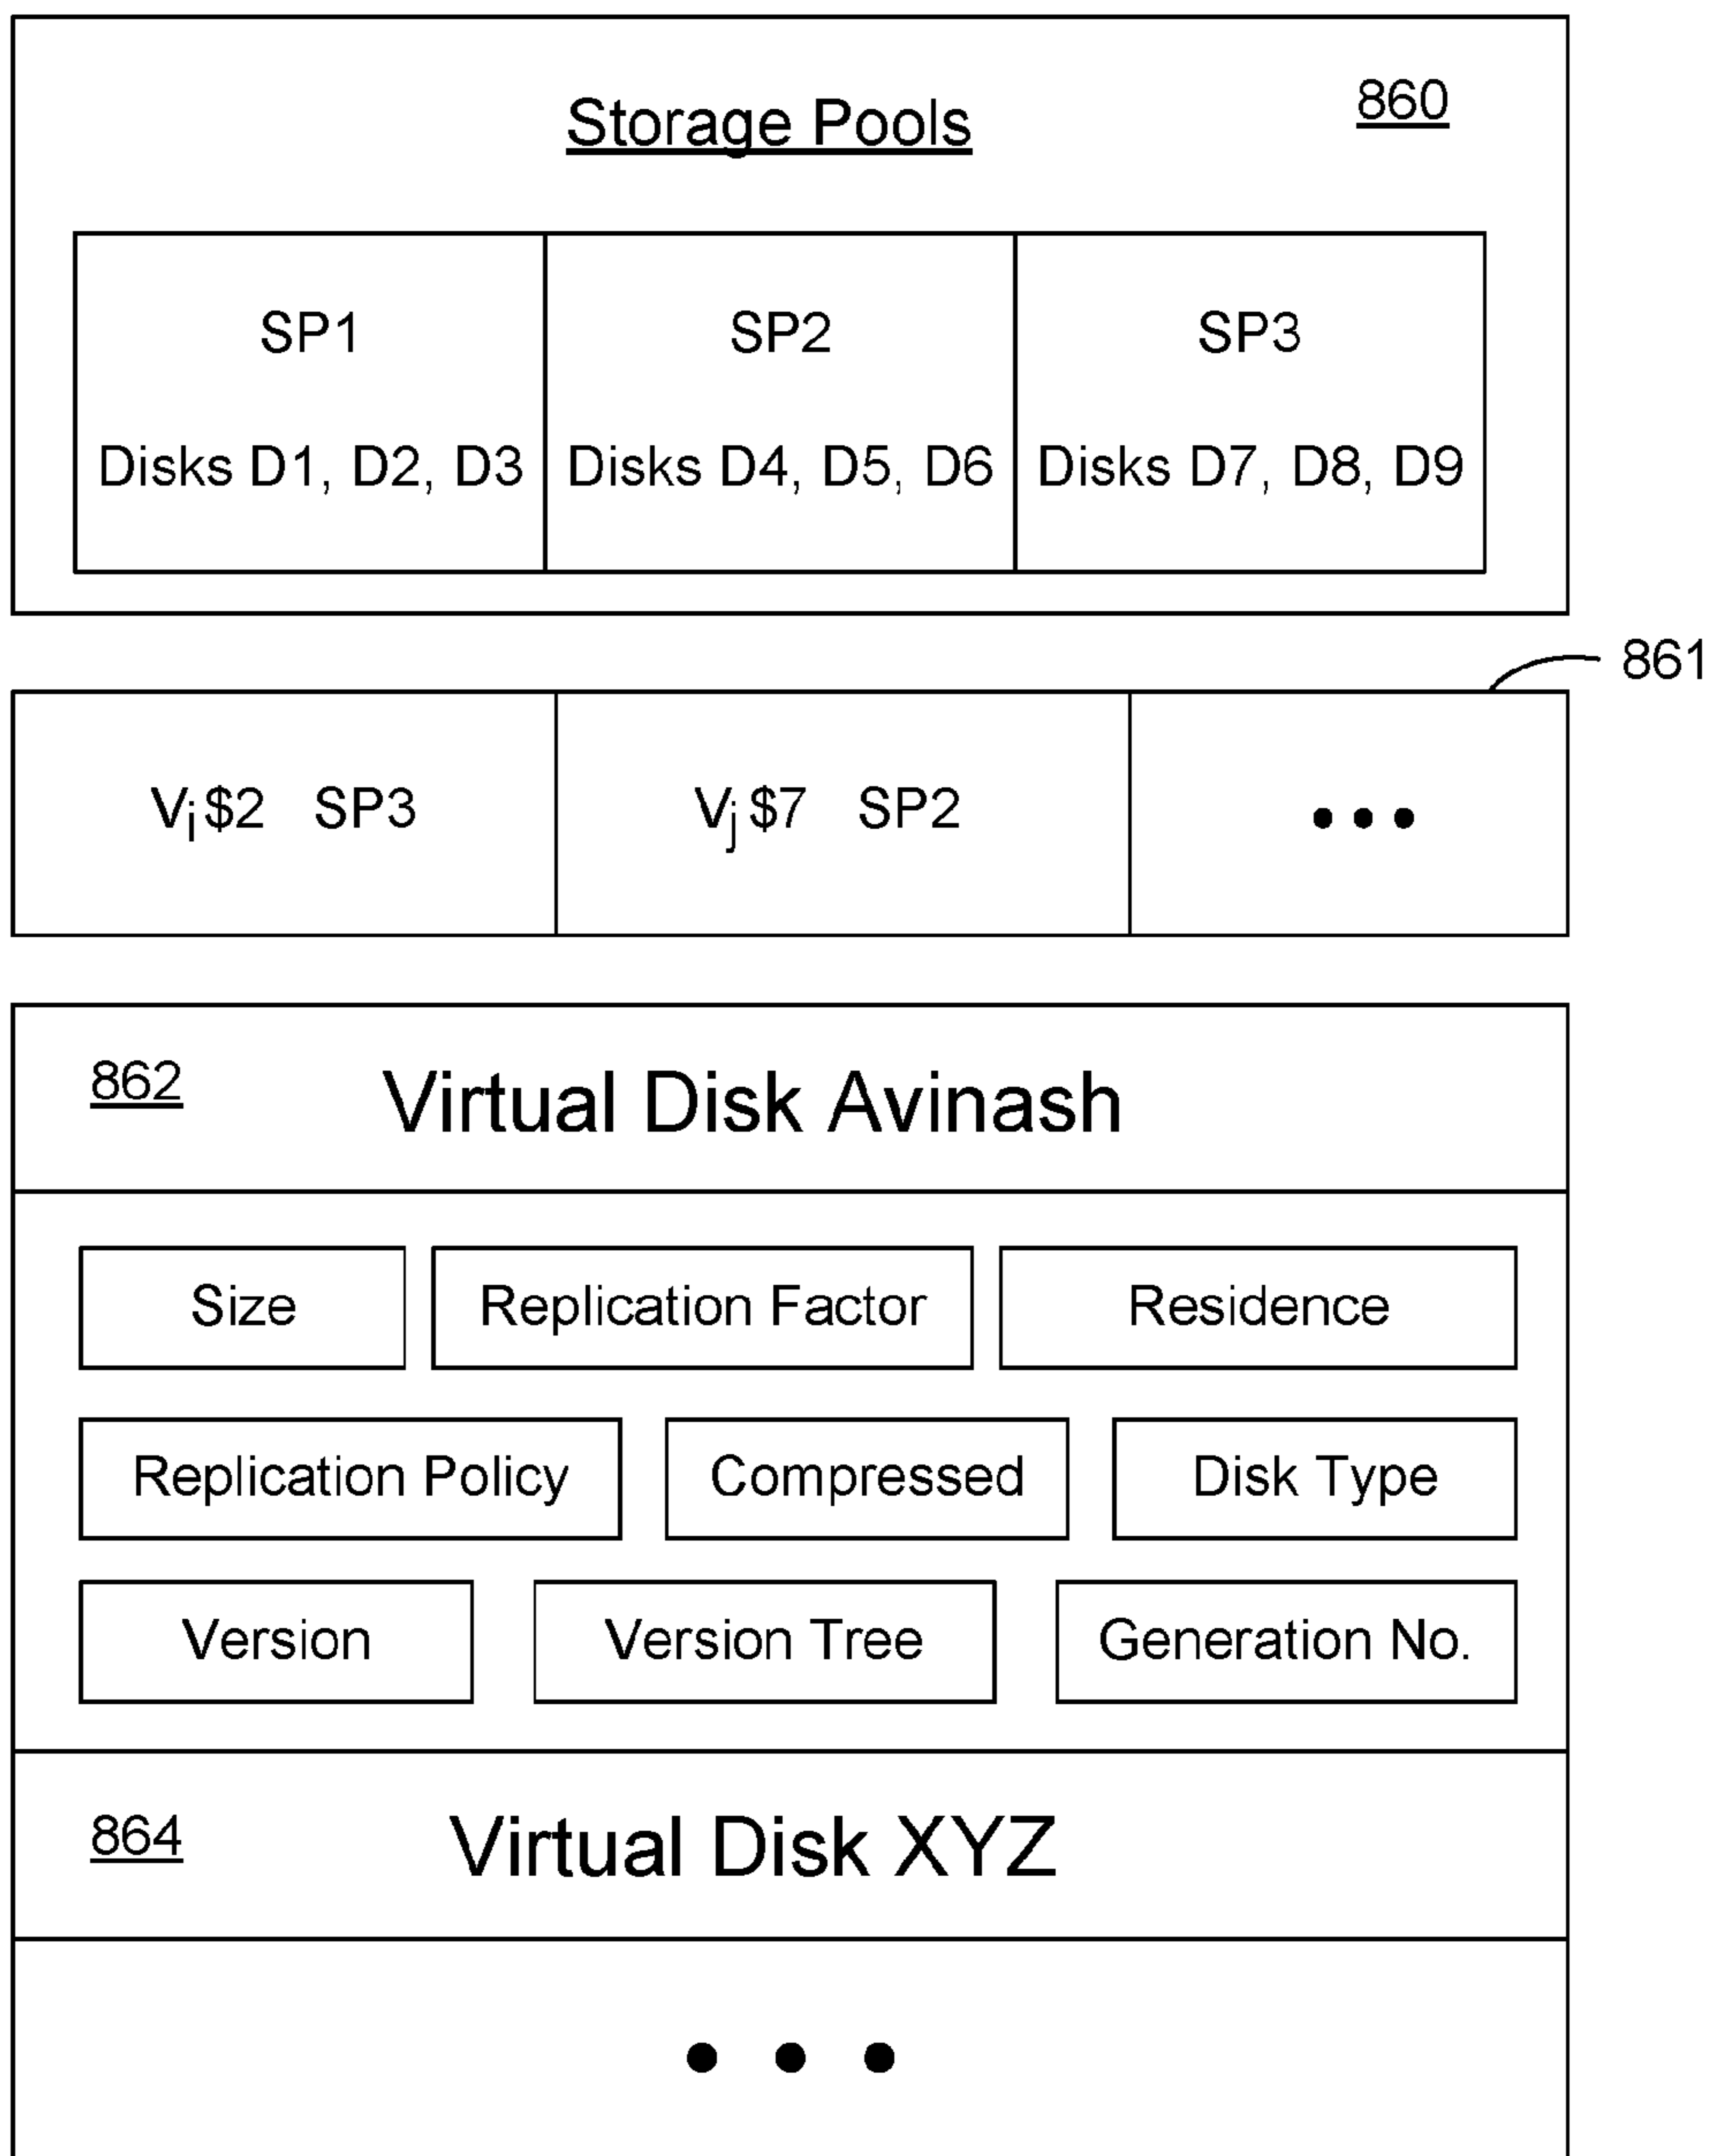 Storage Pools
860
SP1
SP2
SP3
Disks D1, D2, D3
Disks D4, D5, D6
Disks D7, D8, D9
861
Vi$2 SP3
Vj$7 SP2
•••
862
Virtual Disk Avinash
Size
Replication Factor
Residence
Replication Policy
Compressed
Disk Type
Version
Version Tree
Generation No.
864
Virtual Disk XYZ
• • •